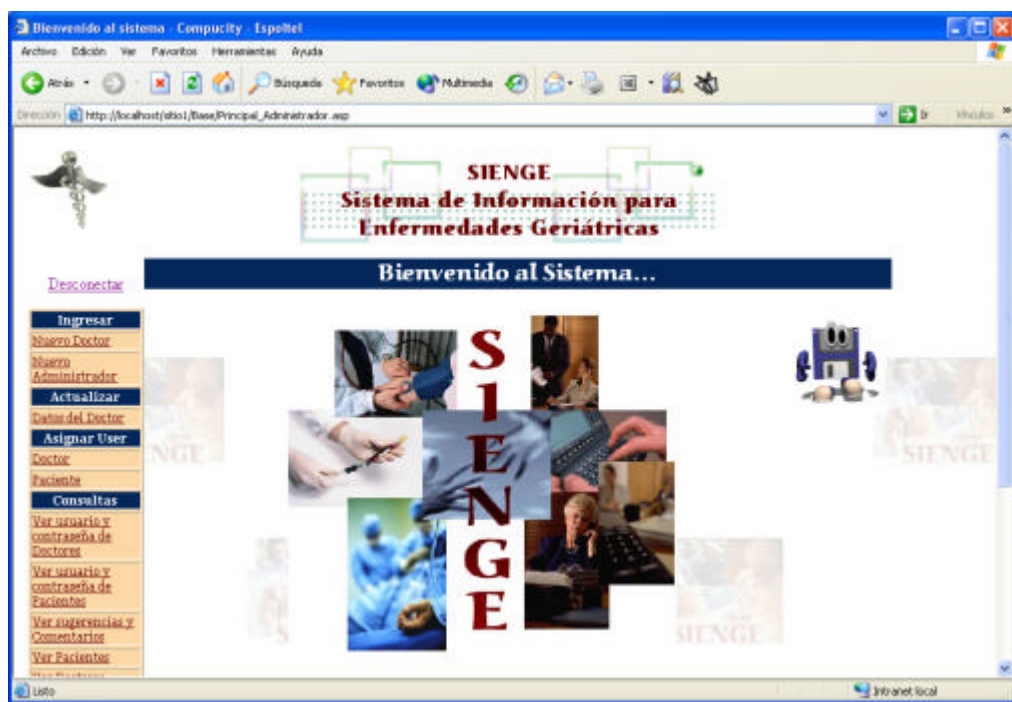 Bienvenido al sistema - Compucity - Espoltel
Archivo Edición Ver Favoritos Herramientas Ayuda
Atrás Búsqueda Favoritos Multimedia
Dirección http://localhost/sitio1/Base/Principal_Administrador.asp Ir Vínculos
SIENGE
Sistema de Información para
Enfermedades Geriátricas
Bienvenido al Sistema...
Desconectar
Ingresar
Nuevo Doctor
Nuevo
Administrador
Actualizar
Datos del Doctor
Asignar User
Doctor
Paciente
Consultas
Ver usuario y
contraseña de
Doctores
Ver usuario y
contraseña de
Pacientes
Ver sugerencias y
Comentarios
Ver Pacientes
SIENGE
NGE
SIENGE
S
SIENGE
Listo Intranet local